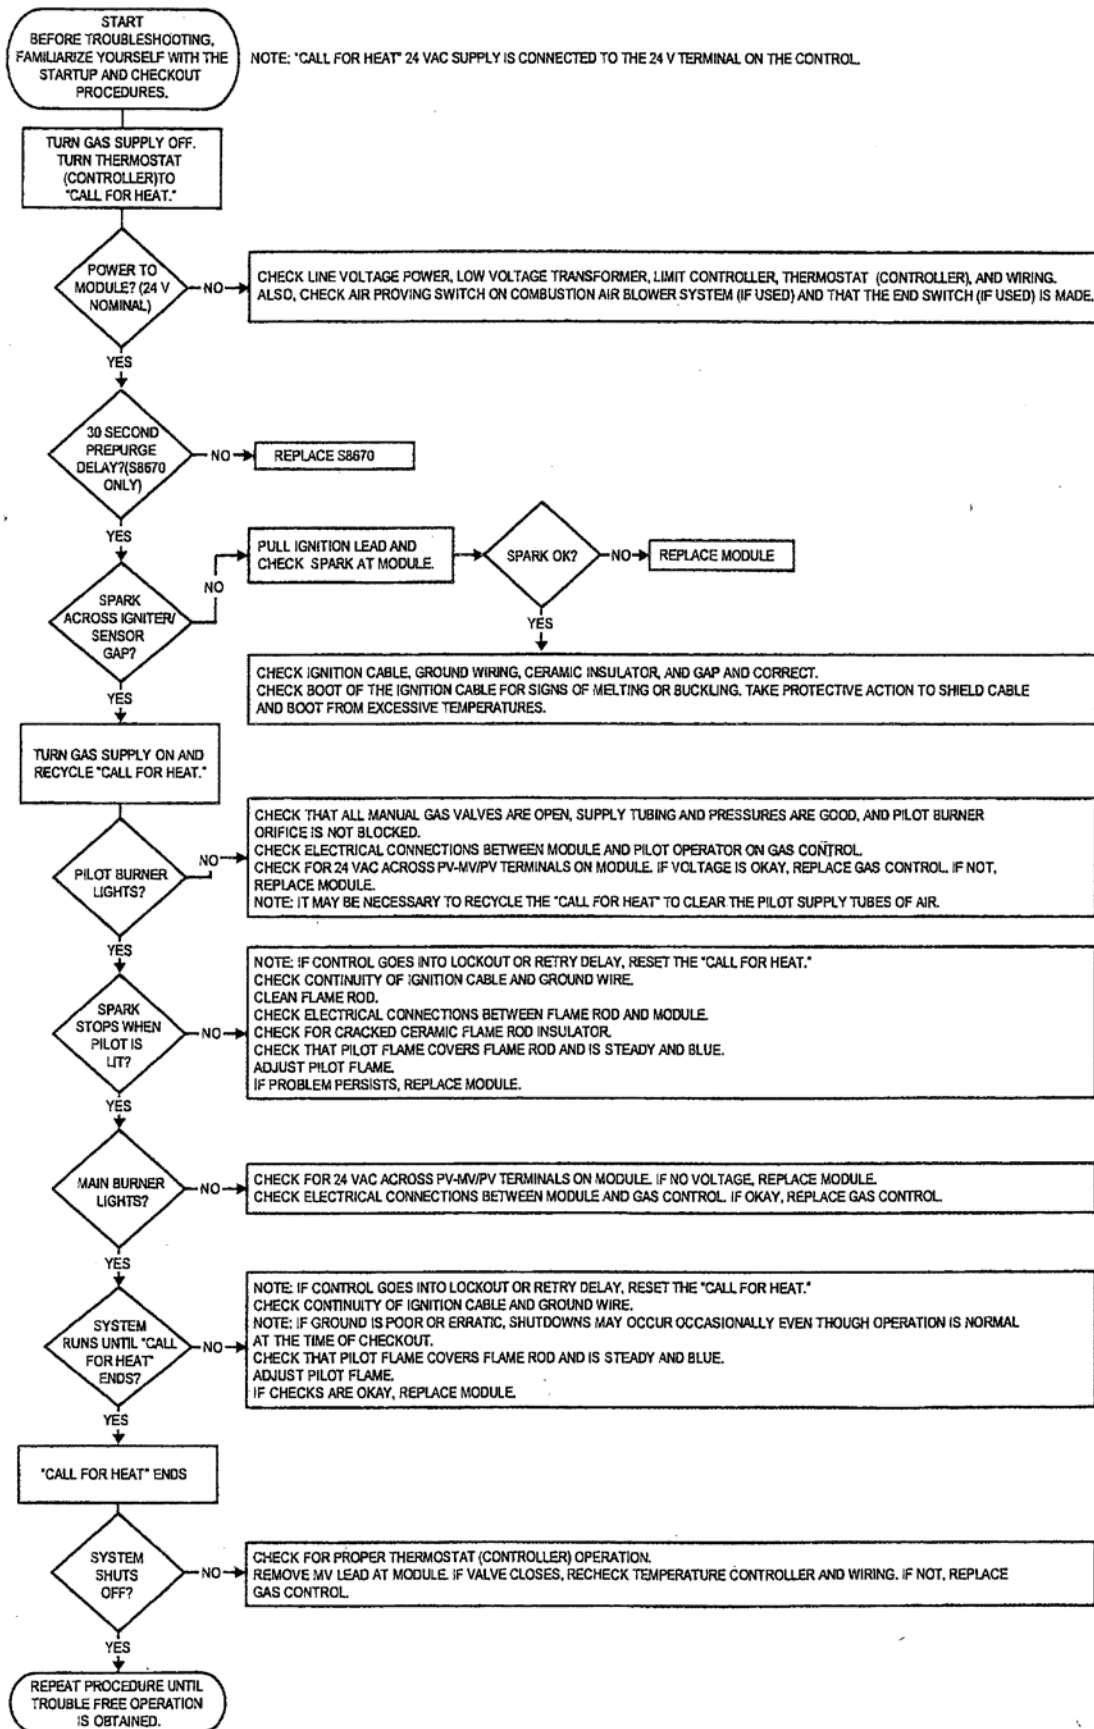 START
BEFORE TROUBLESHOOTING,
FAMILIARIZE YOURSELF WITH THE
STARTUP AND CHECKOUT
PROCEDURES.
NOTE: "CALL FOR HEAT" 24 VAC SUPPLY IS CONNECTED TO THE 24 V TERMINAL ON THE CONTROL.
TURN GAS SUPPLY OFF.
TURN THERMOSTAT
(CONTROLLER)TO
"CALL FOR HEAT."
POWER TO
MODULE? (24 V
NOMINAL)
NO
CHECK LINE VOLTAGE POWER, LOW VOLTAGE TRANSFORMER, LIMIT CONTROLLER, THERMOSTAT (CONTROLLER), AND WIRING.
ALSO, CHECK AIR PROVING SWITCH ON COMBUSTION AIR BLOWER SYSTEM (IF USED) AND THAT THE END SWITCH (IF USED) IS MADE.
YES
30 SECOND
PREPURGE
DELAY?(S8670
ONLY)
NO
REPLACE S8670
YES
SPARK
ACROSS IGNITER/
SENSOR
GAP?
NO
PULL IGNITION LEAD AND
CHECK SPARK AT MODULE.
SPARK OK?
NO
REPLACE MODULE
YES
CHECK IGNITION CABLE, GROUND WIRING, CERAMIC INSULATOR, AND GAP AND CORRECT.
CHECK BOOT OF THE IGNITION CABLE FOR SIGNS OF MELTING OR BUCKLING. TAKE PROTECTIVE ACTION TO SHIELD CABLE
AND BOOT FROM EXCESSIVE TEMPERATURES.
YES
TURN GAS SUPPLY ON AND
RECYCLE "CALL FOR HEAT."
PILOT BURNER
LIGHTS?
NO
CHECK THAT ALL MANUAL GAS VALVES ARE OPEN, SUPPLY TUBING AND PRESSURES ARE GOOD, AND PILOT BURNER
ORIFICE IS NOT BLOCKED.
CHECK ELECTRICAL CONNECTIONS BETWEEN MODULE AND PILOT OPERATOR ON GAS CONTROL.
CHECK FOR 24 VAC ACROSS PV-MV/PV TERMINALS ON MODULE. IF VOLTAGE IS OKAY, REPLACE GAS CONTROL. IF NOT,
REPLACE MODULE.
NOTE: IT MAY BE NECESSARY TO RECYCLE THE "CALL FOR HEAT" TO CLEAR THE PILOT SUPPLY TUBES OF AIR.
YES
SPARK
STOPS WHEN
PILOT IS
LIT?
NO
NOTE: IF CONTROL GOES INTO LOCKOUT OR RETRY DELAY, RESET THE "CALL FOR HEAT."
CHECK CONTINUITY OF IGNITION CABLE AND GROUND WIRE.
CLEAN FLAME ROD.
CHECK ELECTRICAL CONNECTIONS BETWEEN FLAME ROD AND MODULE.
CHECK FOR CRACKED CERAMIC FLAME ROD INSULATOR.
CHECK THAT PILOT FLAME COVERS FLAME ROD AND IS STEADY AND BLUE.
ADJUST PILOT FLAME.
IF PROBLEM PERSISTS, REPLACE MODULE.
YES
MAIN BURNER
LIGHTS?
NO
CHECK FOR 24 VAC ACROSS PV-MV/PV TERMINALS ON MODULE. IF NO VOLTAGE, REPLACE MODULE.
CHECK ELECTRICAL CONNECTIONS BETWEEN MODULE AND GAS CONTROL. IF OKAY, REPLACE GAS CONTROL.
YES
SYSTEM
RUNS UNTIL "CALL
FOR HEAT"
ENDS?
NO
NOTE: IF CONTROL GOES INTO LOCKOUT OR RETRY DELAY, RESET THE "CALL FOR HEAT."
CHECK CONTINUITY OF IGNITION CABLE AND GROUND WIRE.
NOTE: IF GROUND IS POOR OR ERRATIC, SHUTDOWNS MAY OCCUR OCCASIONALLY EVEN THOUGH OPERATION IS NORMAL
AT THE TIME OF CHECKOUT.
CHECK THAT PILOT FLAME COVERS FLAME ROD AND IS STEADY AND BLUE.
ADJUST PILOT FLAME.
IF CHECKS ARE OKAY, REPLACE MODULE.
YES
"CALL FOR HEAT" ENDS
SYSTEM
SHUTS
OFF?
NO
CHECK FOR PROPER THERMOSTAT (CONTROLLER) OPERATION.
REMOVE MV LEAD AT MODULE. IF VALVE CLOSES, RECHECK TEMPERATURE CONTROLLER AND WIRING. IF NOT, REPLACE
GAS CONTROL.
YES
REPEAT PROCEDURE UNTIL
TROUBLE FREE OPERATION
IS OBTAINED.